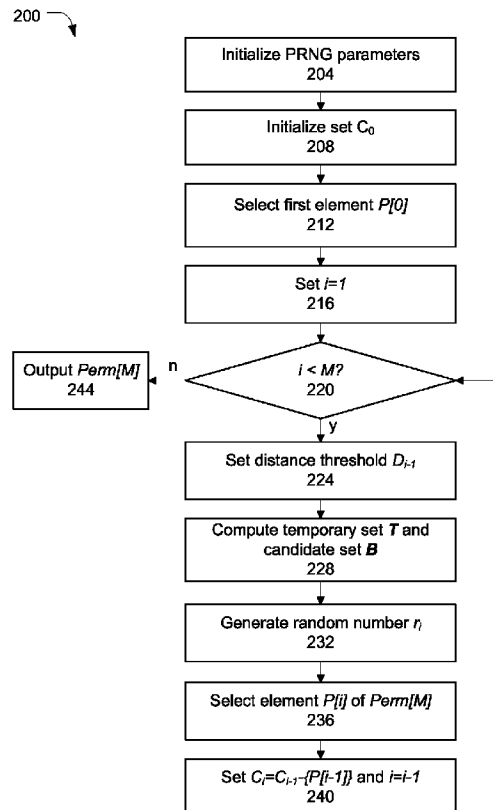 200
Initialize PRNG parameters
204
Initialize set C₀
208
Select first element P[0]
212
Set i=1
216
i < M?
220
n
Output Perm[M]
244
y
Set distance threshold Dᵢ₋₁
224
Compute temporary set T and
candidate set B
228
Generate random number rᵢ
232
Select element P[i] of Perm[M]
236
Set Cᵢ=Cᵢ₋₁-{P[i-1]} and i=i-1
240